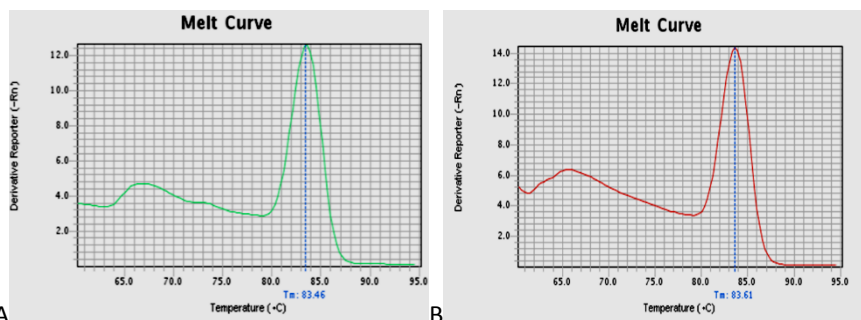 Melt Curve
Derivative Reporter (-Rn)
12.0
10.0
8.0
6.0
4.0
2.0
65.0 70.0 75.0 80.0 85.0 90.0 95.0
Tm: 83.46
Temperature (•C)
A
Melt Curve
Derivative Reporter (-Rn)
14.0
12.0
10.0
8.0
6.0
4.0
2.0
65.0 70.0 75.0 80.0 85.0 90.0 95.0
Tm: 83.61
Temperature (•C)
B